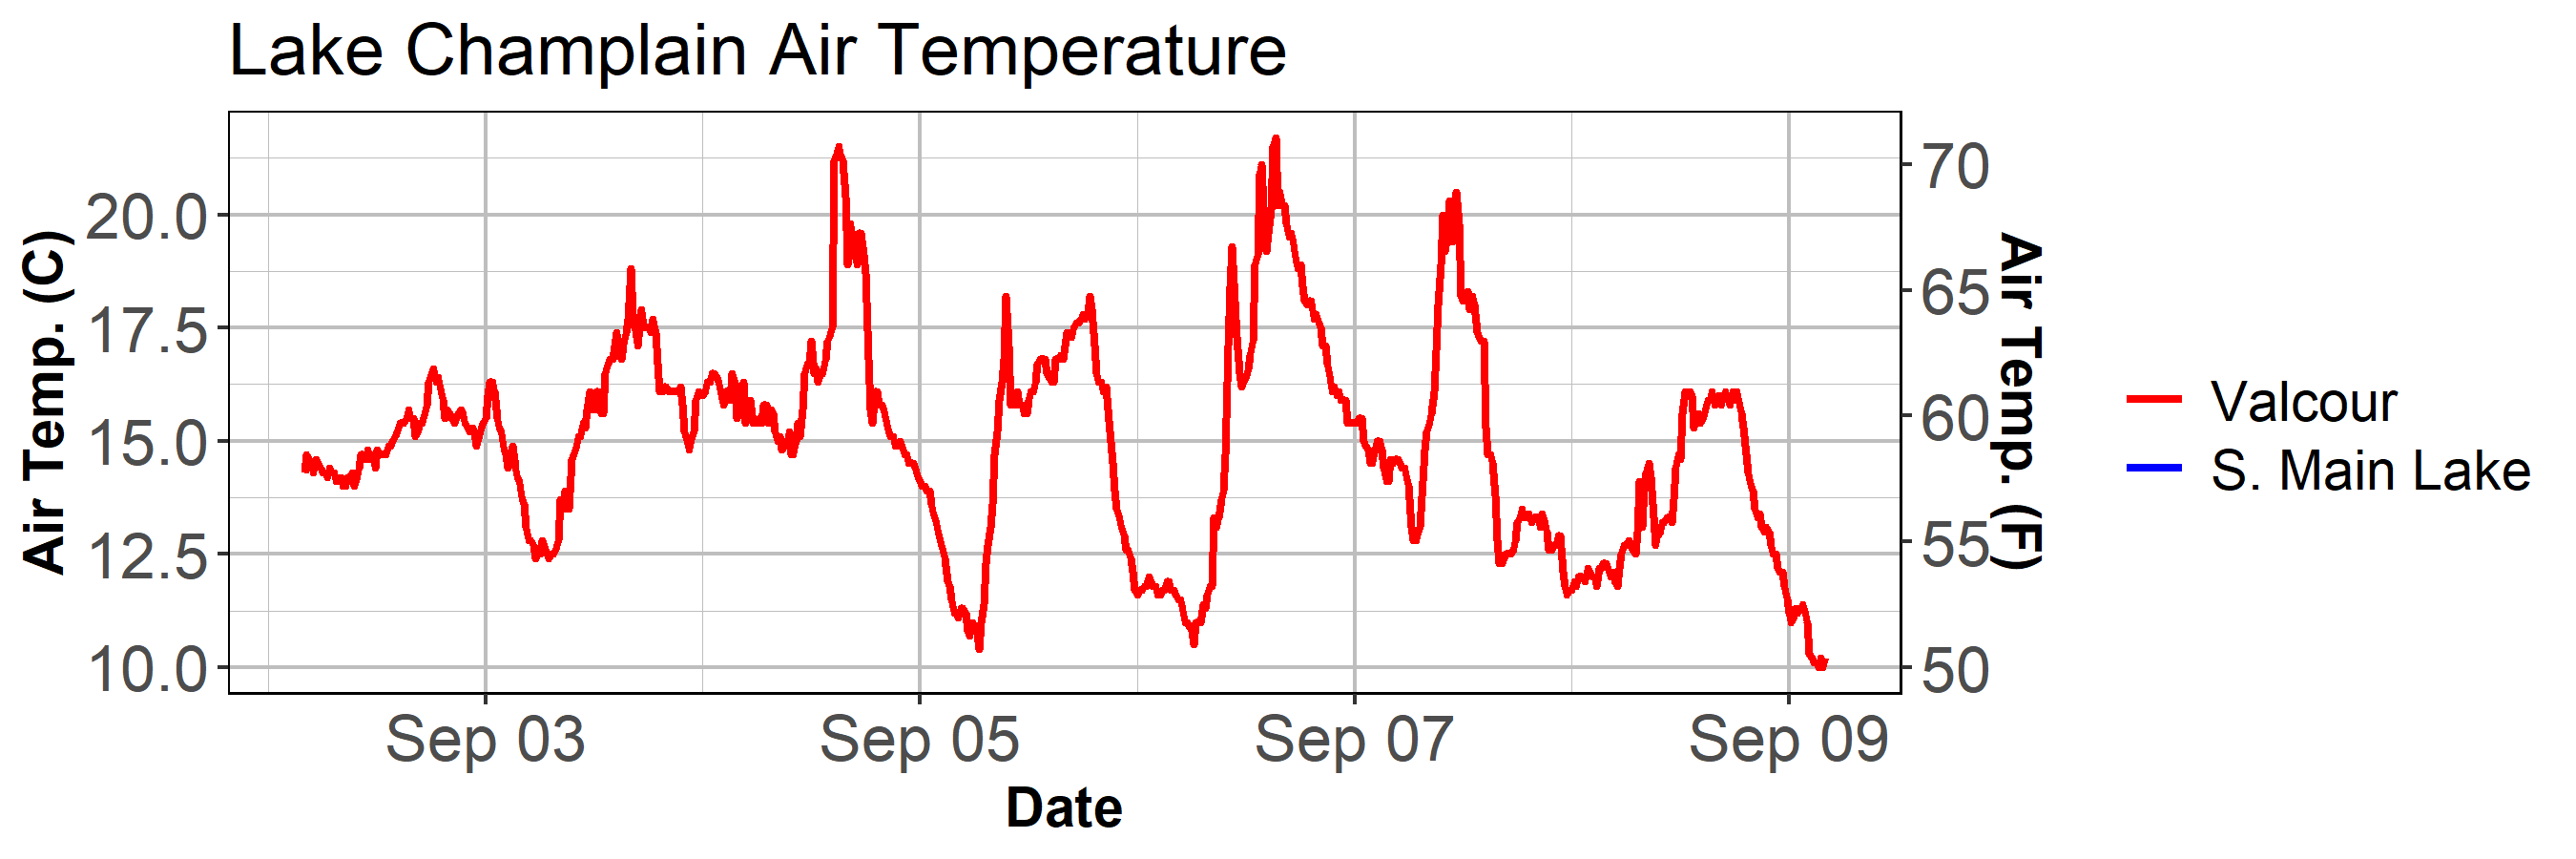 Lake Champlain Air Temperature
Air Temp. (C)
20.0
17.5
15.0
12.5
10.0
70
65
60
55
50
Air Temp. (F)
Sep 03
Sep 05
Sep 07
Sep 09
Date
Valcour
S. Main Lake